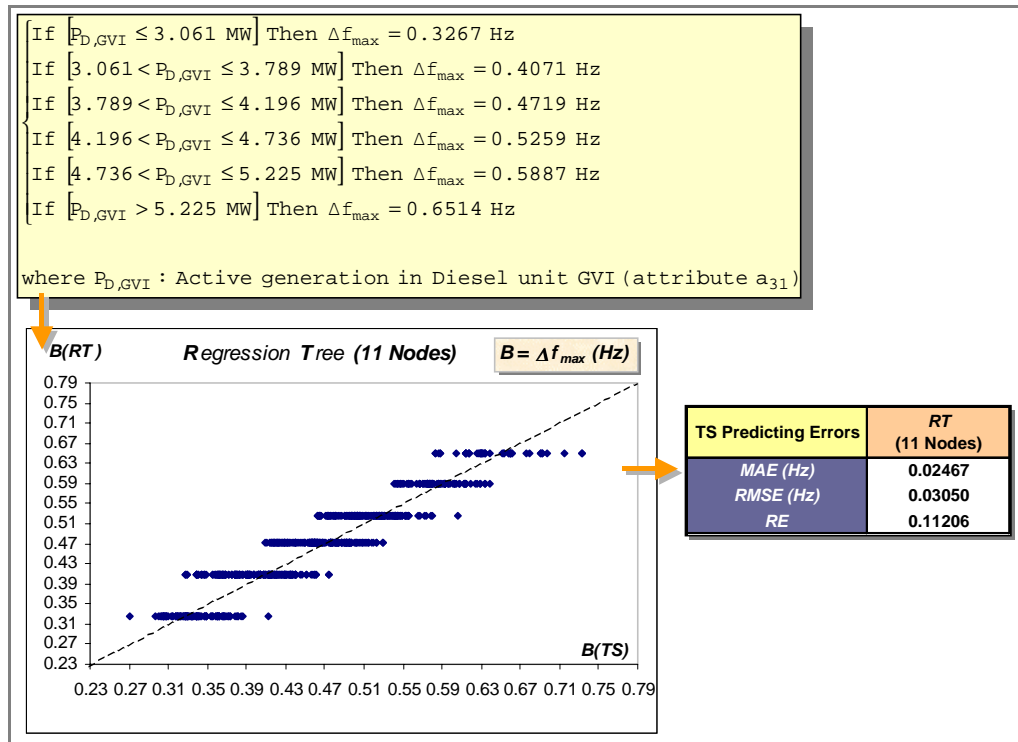 If [P_D,GVI ≤ 3.061 MW] Then Δf_max = 0.3267 Hz
If [3.061 < P_D,GVI ≤ 3.789 MW] Then Δf_max = 0.4071 Hz
If [3.789 < P_D,GVI ≤ 4.196 MW] Then Δf_max = 0.4719 Hz
If [4.196 < P_D,GVI ≤ 4.736 MW] Then Δf_max = 0.5259 Hz
If [4.736 < P_D,GVI ≤ 5.225 MW] Then Δf_max = 0.5887 Hz
If [P_D,GVI > 5.225 MW] Then Δf_max = 0.6514 Hz
where P_D,GVI : Active generation in Diesel unit GVI (attribute a_31)
B(RT) Regression Tree (11 Nodes) B = Δf_max (Hz)
0.79
0.75
0.71
0.67
0.63
0.59
0.55
0.51
0.47
0.43
0.39
0.35
0.31
0.27
0.23
B(TS)
0.23 0.27 0.31 0.35 0.39 0.43 0.47 0.51 0.55 0.59 0.63 0.67 0.71 0.75 0.79
TS Predicting Errors RT (11 Nodes)
MAE (Hz) 0.02467
RMSE (Hz) 0.03050
RE 0.11206